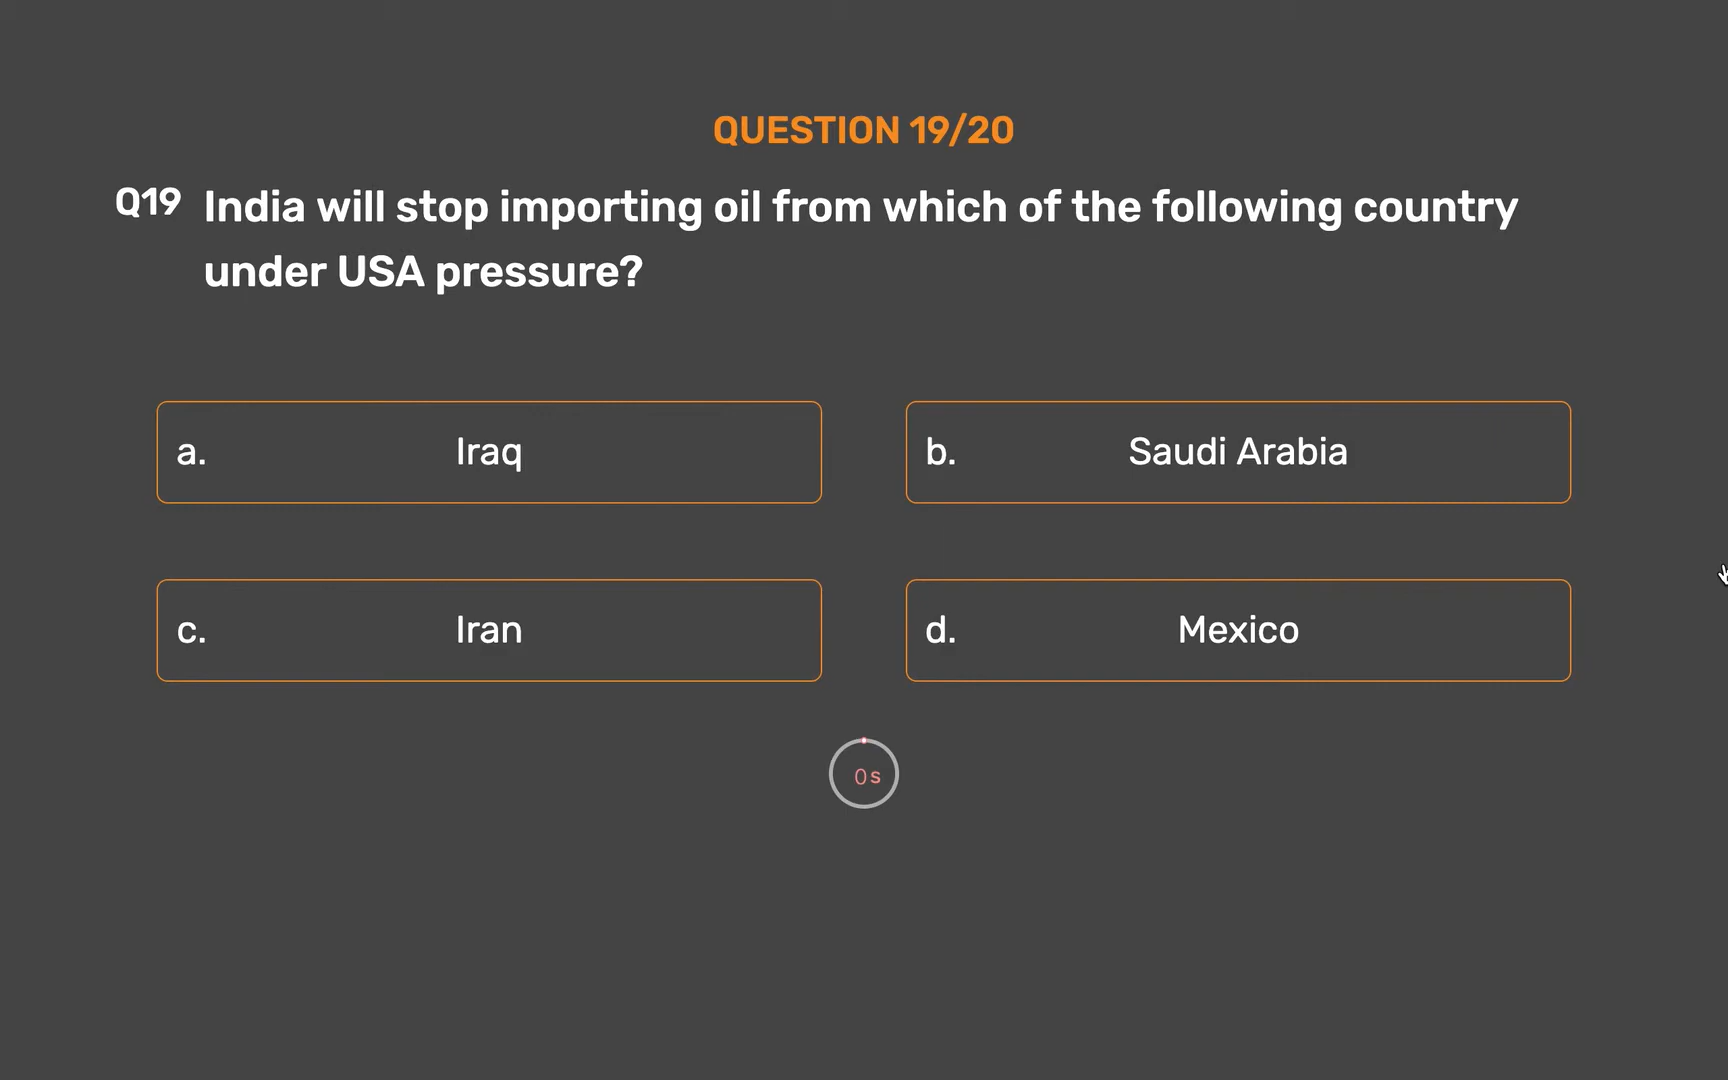 QUESTION 19/20
Q19 India will stop importing oil from which of the following country
under USA pressure?
a. Iraq
b. Saudi Arabia
c. Iran
d. Mexico
0s